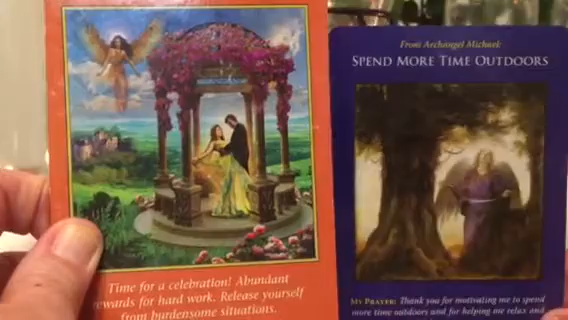 Time for a celebration! Abundant
rewards for hard work. Release yourself
from burdensome situations.
From Archangel Michael:
SPEND MORE TIME OUTDOORS
MY PRAYER: Thank you for motivating me to spend
more time outdoors and for helping me relax and